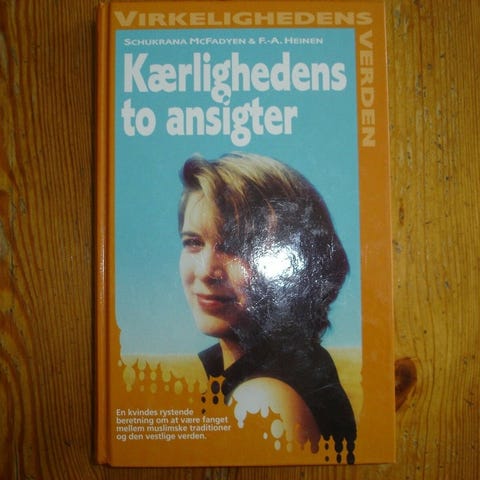 VIRKELIGHEDENS
VERDEN
SCHUKRANA MCFADYEN & F.-A. HEINEN
Kærlighedens
to ansigter
En kvindes rystende
beretning om at være fanget
mellem muslimske traditioner
og den vestlige verden.